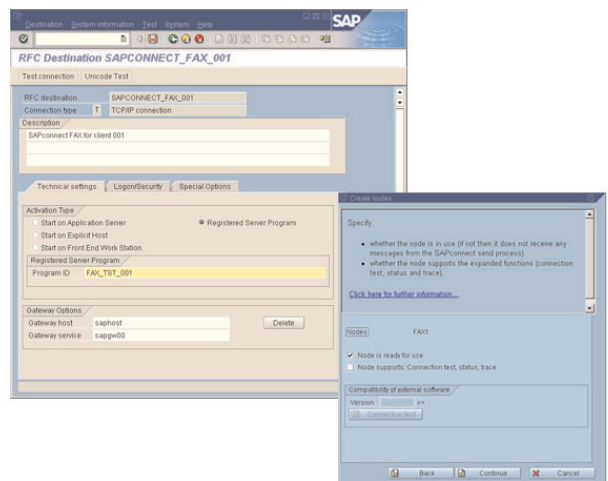 Destination System information Test System Help
SAP
RFC Destination SAPCONNECT_FAX_001
Test connection Unicode Test
RFC destination SAPCONNECT_FAX_001
Connection type T TCP/IP connection
Description
SAPconnect FAX for client 001
Technical settings Logon/Security Special Options
Activation Type
Start on Application Server Registered Server Program
Start on Explicit Host
Start on Front End Work Station
Registered Server Program
Program ID FAX_TST_001
Gateway Options
Gateway host saphost Delete
Gateway service sapgw00
Create nodes
Specify:
whether the node is in use (if not then it does not receive any
messages from the SAPconnect send process).
whether the node supports the expanded functions (connection
test, status and trace).
Click here for further information...
Nodes FAX1
Node is ready for use
Node supports: Connection test, status, trace
Compatibility of external software
Version =>
Connection test
Back Continue Cancel